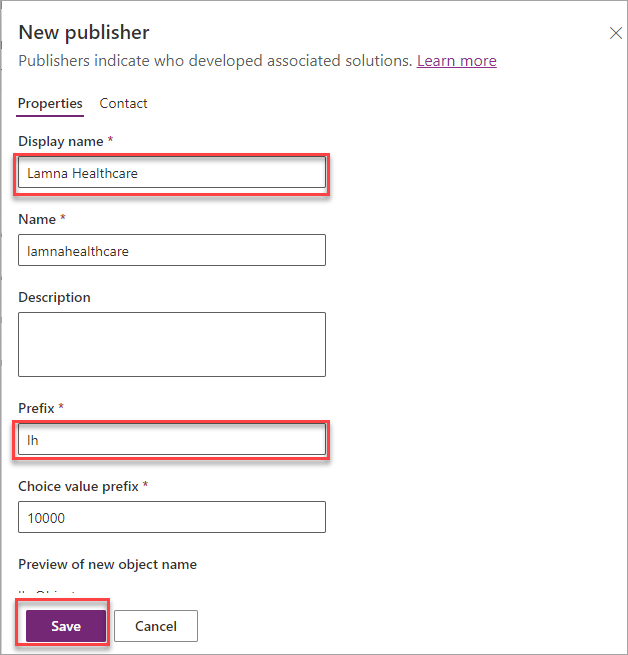 New publisher
Publishers indicate who developed associated solutions. Learn more
Properties Contact
Display name *
Lamna Healthcare
Name *
lamnahealthcare
Description
Prefix *
lh
Choice value prefix *
10000
Preview of new object name
Save Cancel